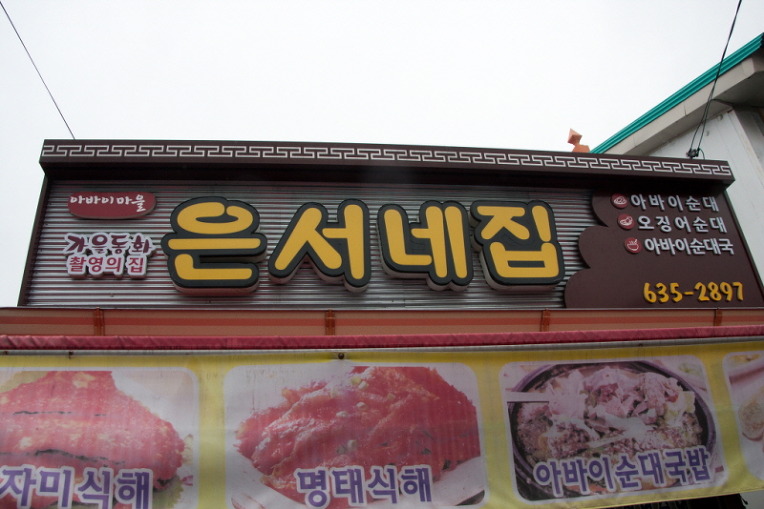 아바이마을
가을동화
촬영의집
은서네집
아바이순대
오징어순대
아바이순대국
635-2897
자미식해
명태식해
아바이순대국밥